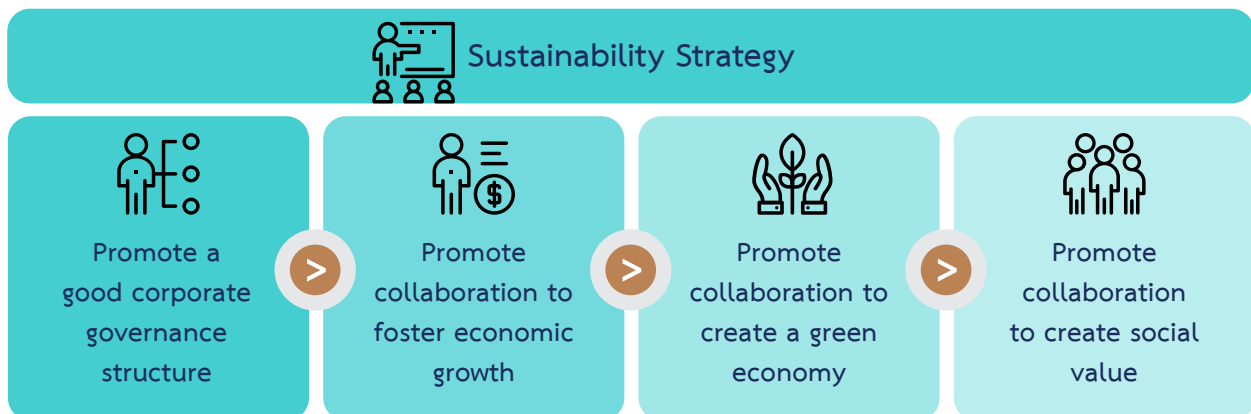 Sustainability Strategy
Promote a
good corporate
governance
structure
>
Promote
collaboration to
foster economic
growth
>
Promote
collaboration to
create a green
economy
>
Promote
collaboration
to create social
value